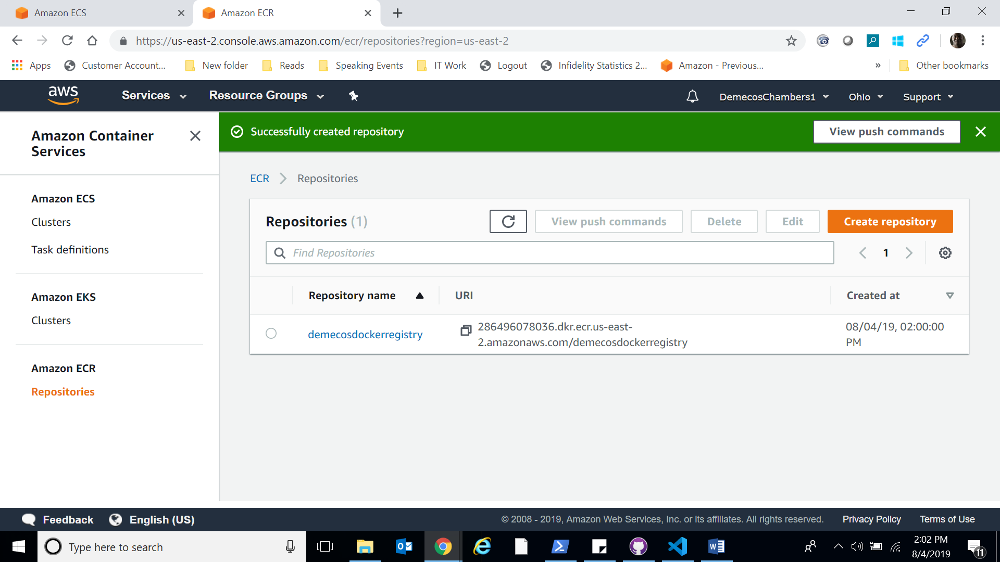 Amazon ECS
Amazon ECR
https://us-east-2.console.aws.amazon.com/ecr/repositories?region=us-east-2
Apps
Customer Account...
New folder
Reads
Speaking Events
IT Work
Logout
Infidelity Statistics 2...
Amazon - Previous...
»
Other bookmarks
aws
Services
Resource Groups
DemecosChambers1
Ohio
Support
Amazon Container
Services
Successfully created repository
View push commands
Amazon ECS
Clusters
Task definitions
Amazon EKS
Clusters
Amazon ECR
Repositories
ECR
Repositories
Repositories (1)
View push commands
Delete
Edit
Create repository
Find Repositories
1
Repository name
URI
Created at
demecosdockerregistry
286496078036.dkr.ecr.us-east-
2.amazonaws.com/demecosdockerregistry
08/04/19, 02:00:00
PM
Feedback
English (US)
© 2008 - 2019, Amazon Web Services, Inc. or its affiliates. All rights reserved.
Privacy Policy
Terms of Use
Type here to search
2:02 PM
8/4/2019
11